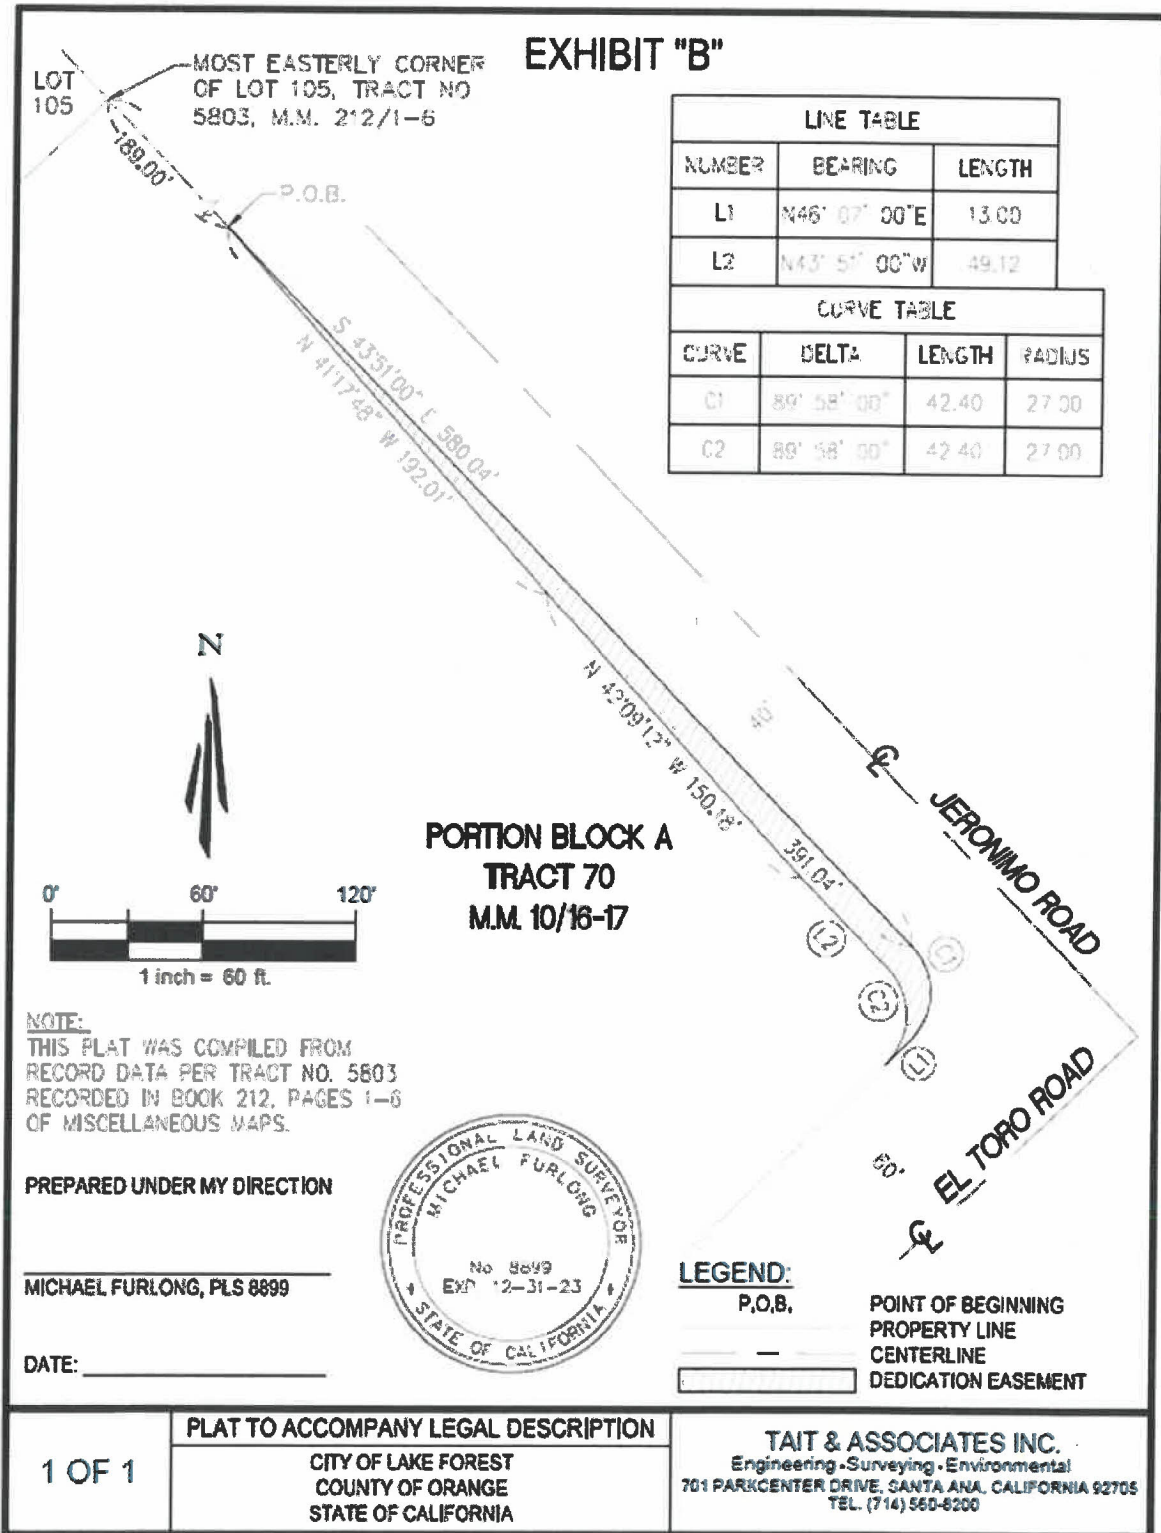 EXHIBIT "B"
LOT
105
MOST EASTERLY CORNER
OF LOT 105, TRACT NO
5803, M.M. 212/1-6
189.00'
P.O.B.
LINE TABLE
NUMBER BEARING LENGTH
L1 N46° 07' 00"E 13.00
L2 N43° 51' 00"W 49.12
CURVE TABLE
CURVE DELTA LENGTH RADIUS
C1 89° 58' 00" 42.40 27.00
C2 89° 58' 00" 42.40 27.00
S 43°51'00" E 580.04'
N 41°17'48" W 192.01'
N
N 42°09'12" W 150.18'
40'
391.04'
CL
JERONIMO ROAD
PORTION BLOCK A
TRACT 70
M.M. 10/16-17
0' 60' 120'
1 inch = 60 ft.
L2
C1
C2
L1
NOTE:
THIS PLAT WAS COMPILED FROM
RECORD DATA PER TRACT NO. 5803
RECORDED IN BOOK 212, PAGES 1-6
OF MISCELLANEOUS MAPS.
60'
CL
EL TORO ROAD
PREPARED UNDER MY DIRECTION
MICHAEL FURLONG, PLS 8899
DATE:
PROFESSIONAL LAND SURVEYOR
MICHAEL FURLONG
No 8899
EXP 12-31-23
STATE OF CALIFORNIA
LEGEND:
P.O.B. POINT OF BEGINNING
PROPERTY LINE
CENTERLINE
DEDICATION EASEMENT
1 OF 1
PLAT TO ACCOMPANY LEGAL DESCRIPTION
CITY OF LAKE FOREST
COUNTY OF ORANGE
STATE OF CALIFORNIA
TAIT & ASSOCIATES INC.
Engineering • Surveying • Environmental
701 PARKCENTER DRIVE, SANTA ANA, CALIFORNIA 92705
TEL. (714) 560-8200